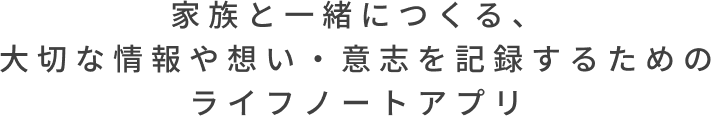 家族と一緒につくる、
大切な情報や想い・意志を記録するための
ライフノートアプリ